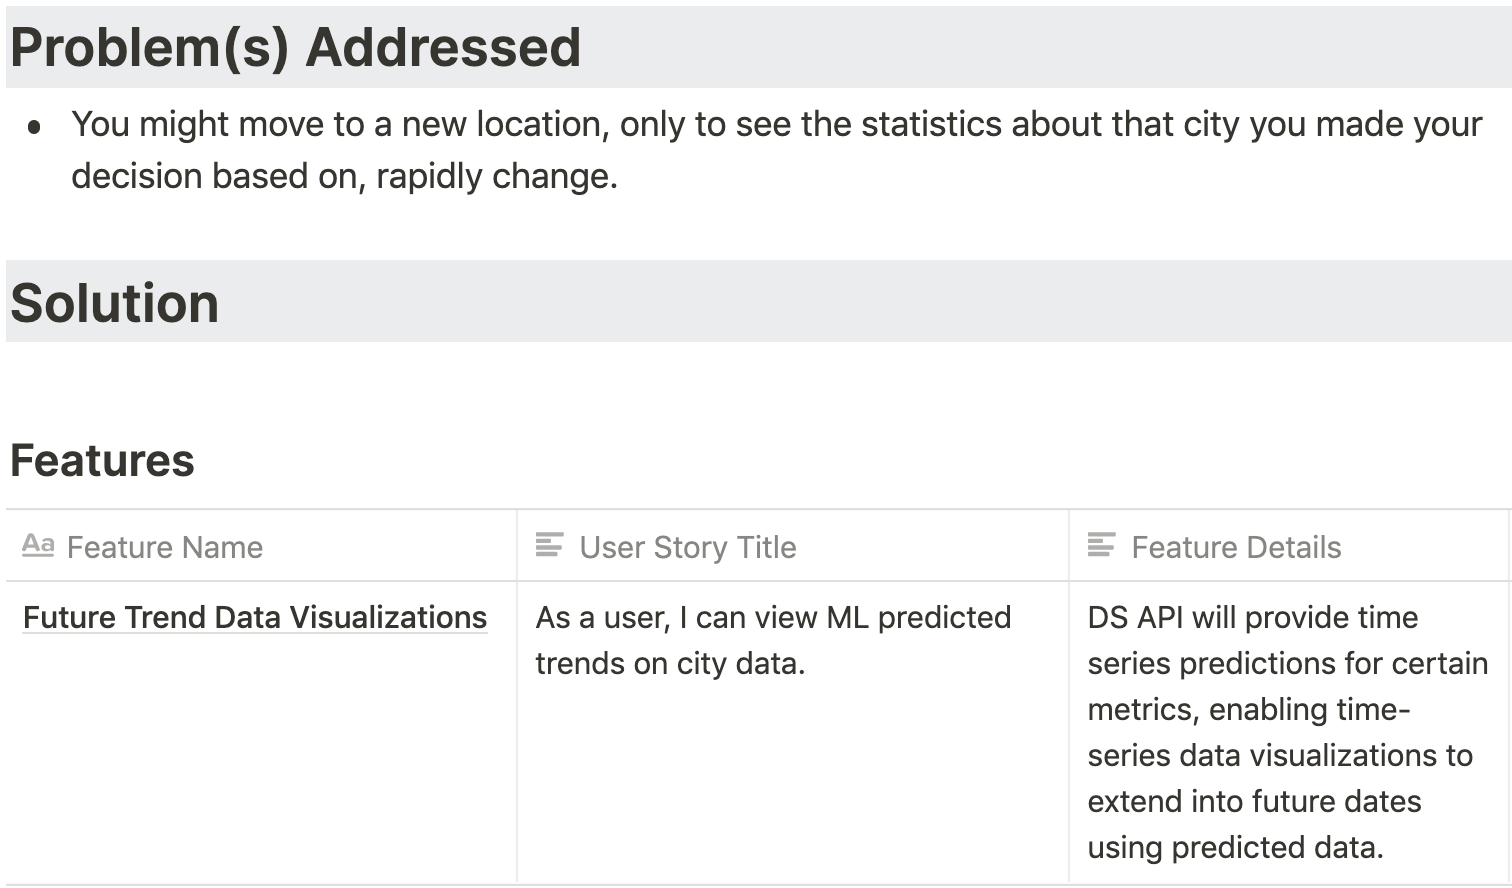 Problem(s) Addressed
• You might move to a new location, only to see the statistics about that city you made your
decision based on, rapidly change.
Solution
Features
Aa Feature Name
User Story Title
Feature Details
Future Trend Data Visualizations
As a user, I can view ML predicted
trends on city data.
DS API will provide time
series predictions for certain
metrics, enabling time-
series data visualizations to
extend into future dates
using predicted data.